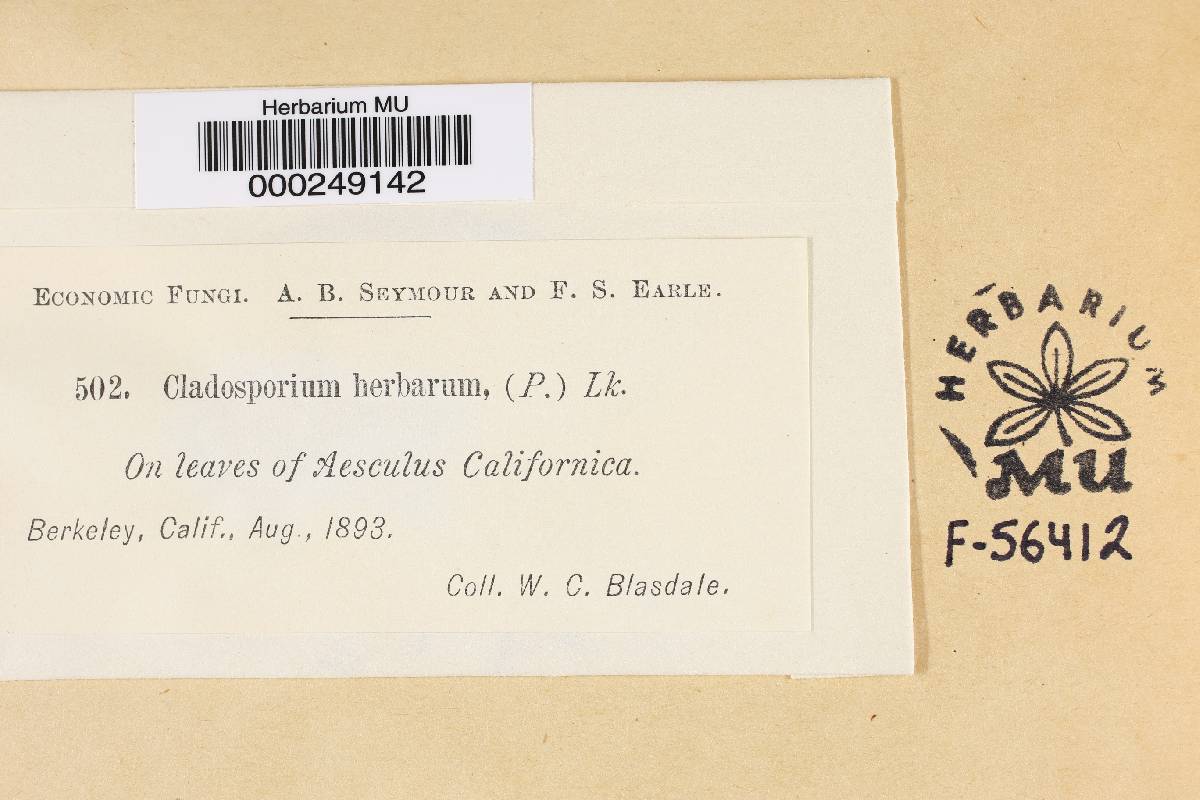 Herbarium MU
000249142
ECONOMIC FUNGI. A. B. SEYMOUR AND F. S. EARLE.
502. Cladosporium herbarum, (P.) Lk.
On leaves of Aesculus Californica.
Berkeley, Calif., Aug., 1893.
Coll. W. C. Blasdale.
HERBARIUM
MU
F-56412